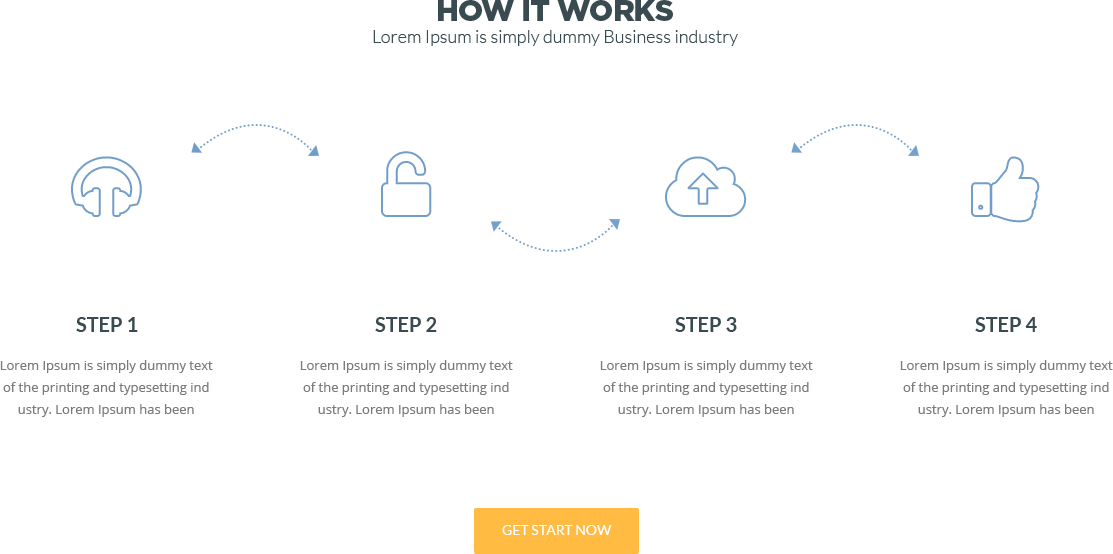 HOW IT WORKS
Lorem Ipsum is simply dummy Business industry
STEP 1
Lorem Ipsum is simply dummy text
of the printing and typesetting ind
ustry. Lorem Ipsum has been
STEP 2
Lorem Ipsum is simply dummy text
of the printing and typesetting ind
ustry. Lorem Ipsum has been
STEP 3
Lorem Ipsum is simply dummy text
of the printing and typesetting ind
ustry. Lorem Ipsum has been
STEP 4
Lorem Ipsum is simply dummy text
of the printing and typesetting ind
ustry. Lorem Ipsum has been
GET START NOW